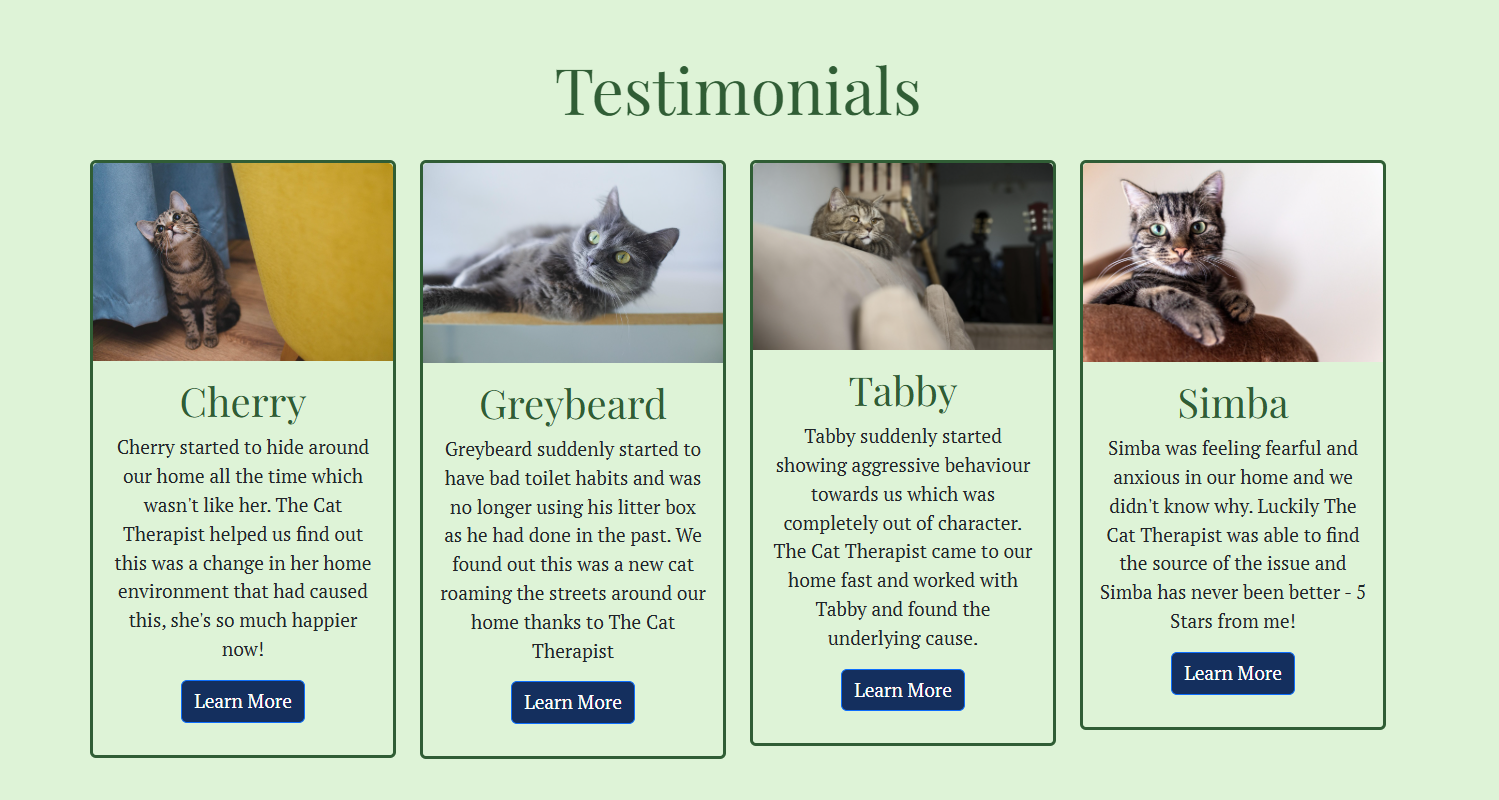 Testimonials
Cherry
Cherry started to hide around
our home all the time which
wasn't like her. The Cat
Therapist helped us find out
this was a change in her home
environment that had caused
this, she's so much happier
now!
Learn More
Greybeard
Greybeard suddenly started to
have bad toilet habits and was
no longer using his litter box
as he had done in the past. We
found out this was a new cat
roaming the streets around our
home thanks to The Cat
Therapist
Learn More
Tabby
Tabby suddenly started
showing aggressive behaviour
towards us which was
completely out of character.
The Cat Therapist came to our
home fast and worked with
Tabby and found the
underlying cause.
Learn More
Simba
Simba was feeling fearful and
anxious in our home and we
didn't know why. Luckily The
Cat Therapist was able to find
the source of the issue and
Simba has never been better - 5
Stars from me!
Learn More